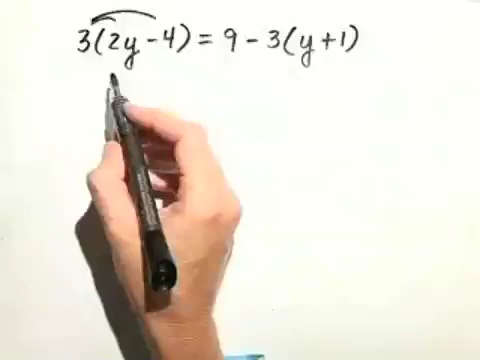 3(2y-4) = 9 - 3(y+1)